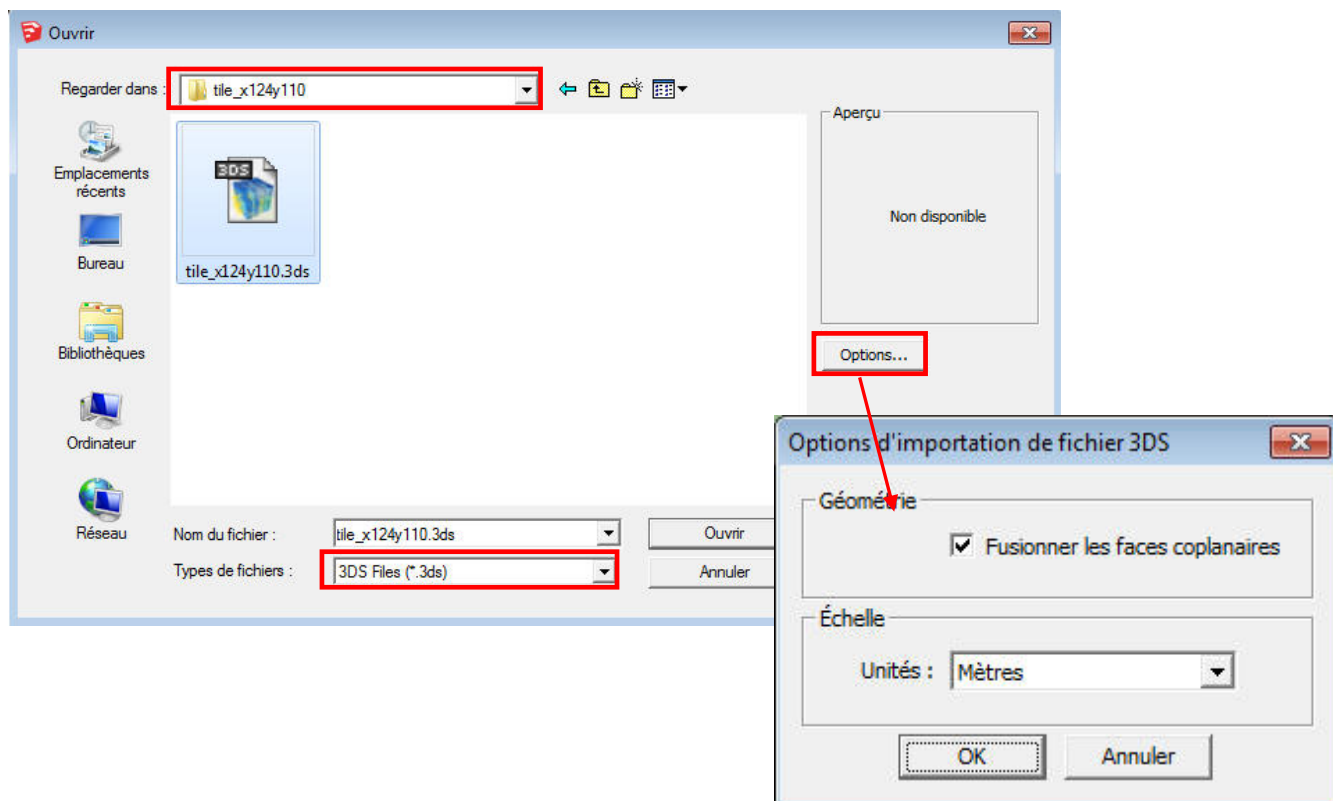 Ouvrir
Regarder dans :
tile_x124y110
Aperçu
Non disponible
Emplacements
récents
Bureau
Bibliothèques
Ordinateur
Réseau
3DS
tile_x124y110.3ds
Options...
Nom du fichier :
tile_x124y110.3ds
Ouvrir
Types de fichiers :
3DS Files (*.3ds)
Annuler
Options d'importation de fichier 3DS
Géométrie
Fusionner les faces coplanaires
Échelle
Unités :
Mètres
OK
Annuler